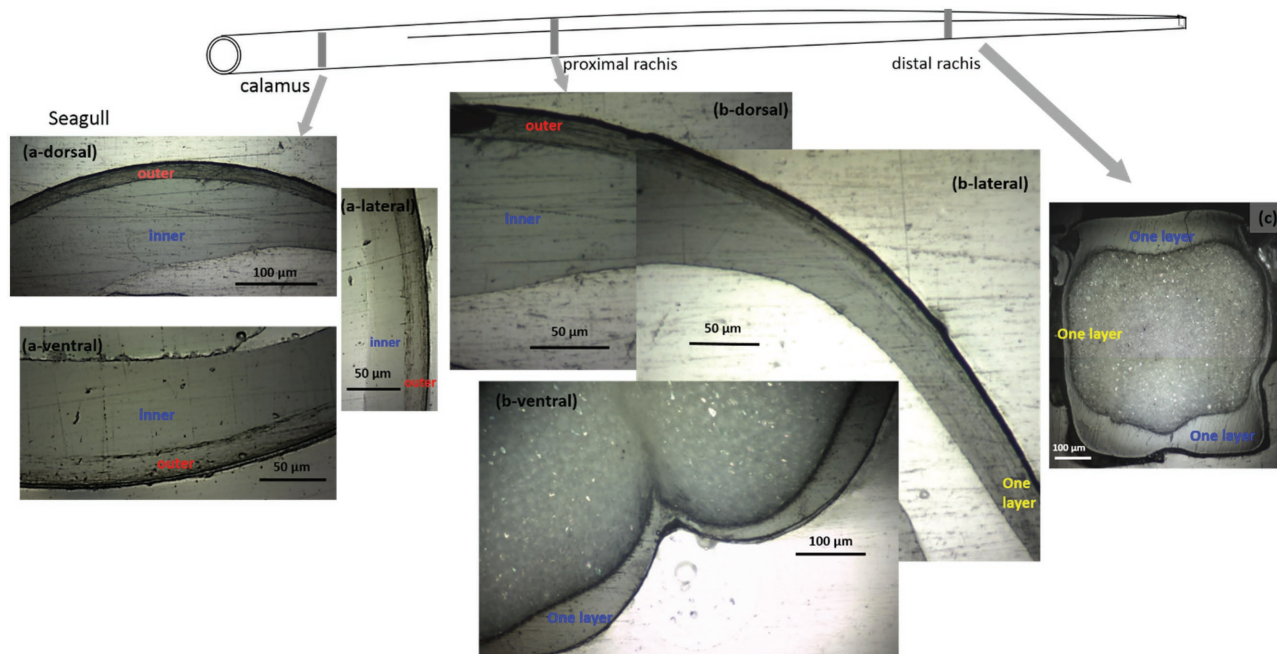 calamus
proximal rachis
distal rachis
Seagull
(a-dorsal)
outer
inner
100 µm
(a-lateral)
inner
50 µm
outer
(a-ventral)
inner
outer
50 µm
(b-dorsal)
outer
inner
50 µm
(b-lateral)
50 µm
One
layer
(b-ventral)
100 µm
One layer
(c)
One layer
One layer
One layer
100 µm